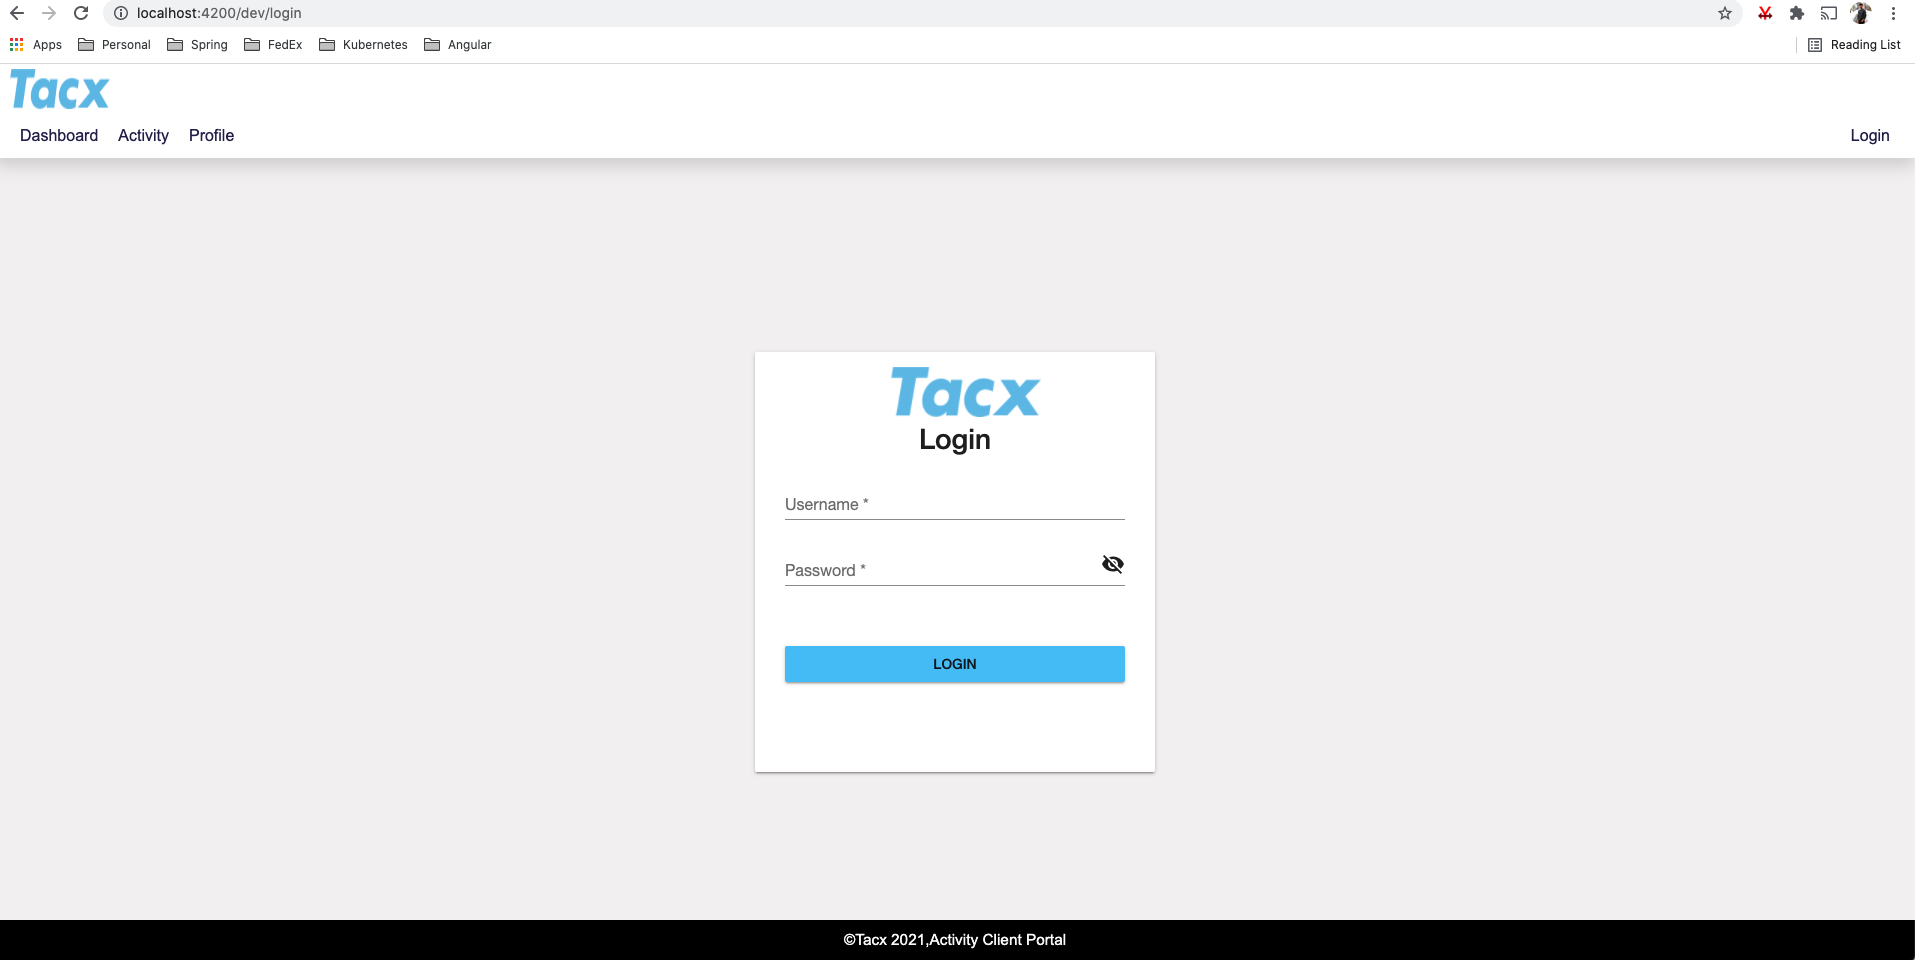 localhost:4200/dev/login
Apps Personal Spring FedEx Kubernetes Angular Reading List
Tacx
Dashboard Activity Profile Login
Tacx
Login
Username *
Password *
LOGIN
©Tacx 2021,Activity Client Portal